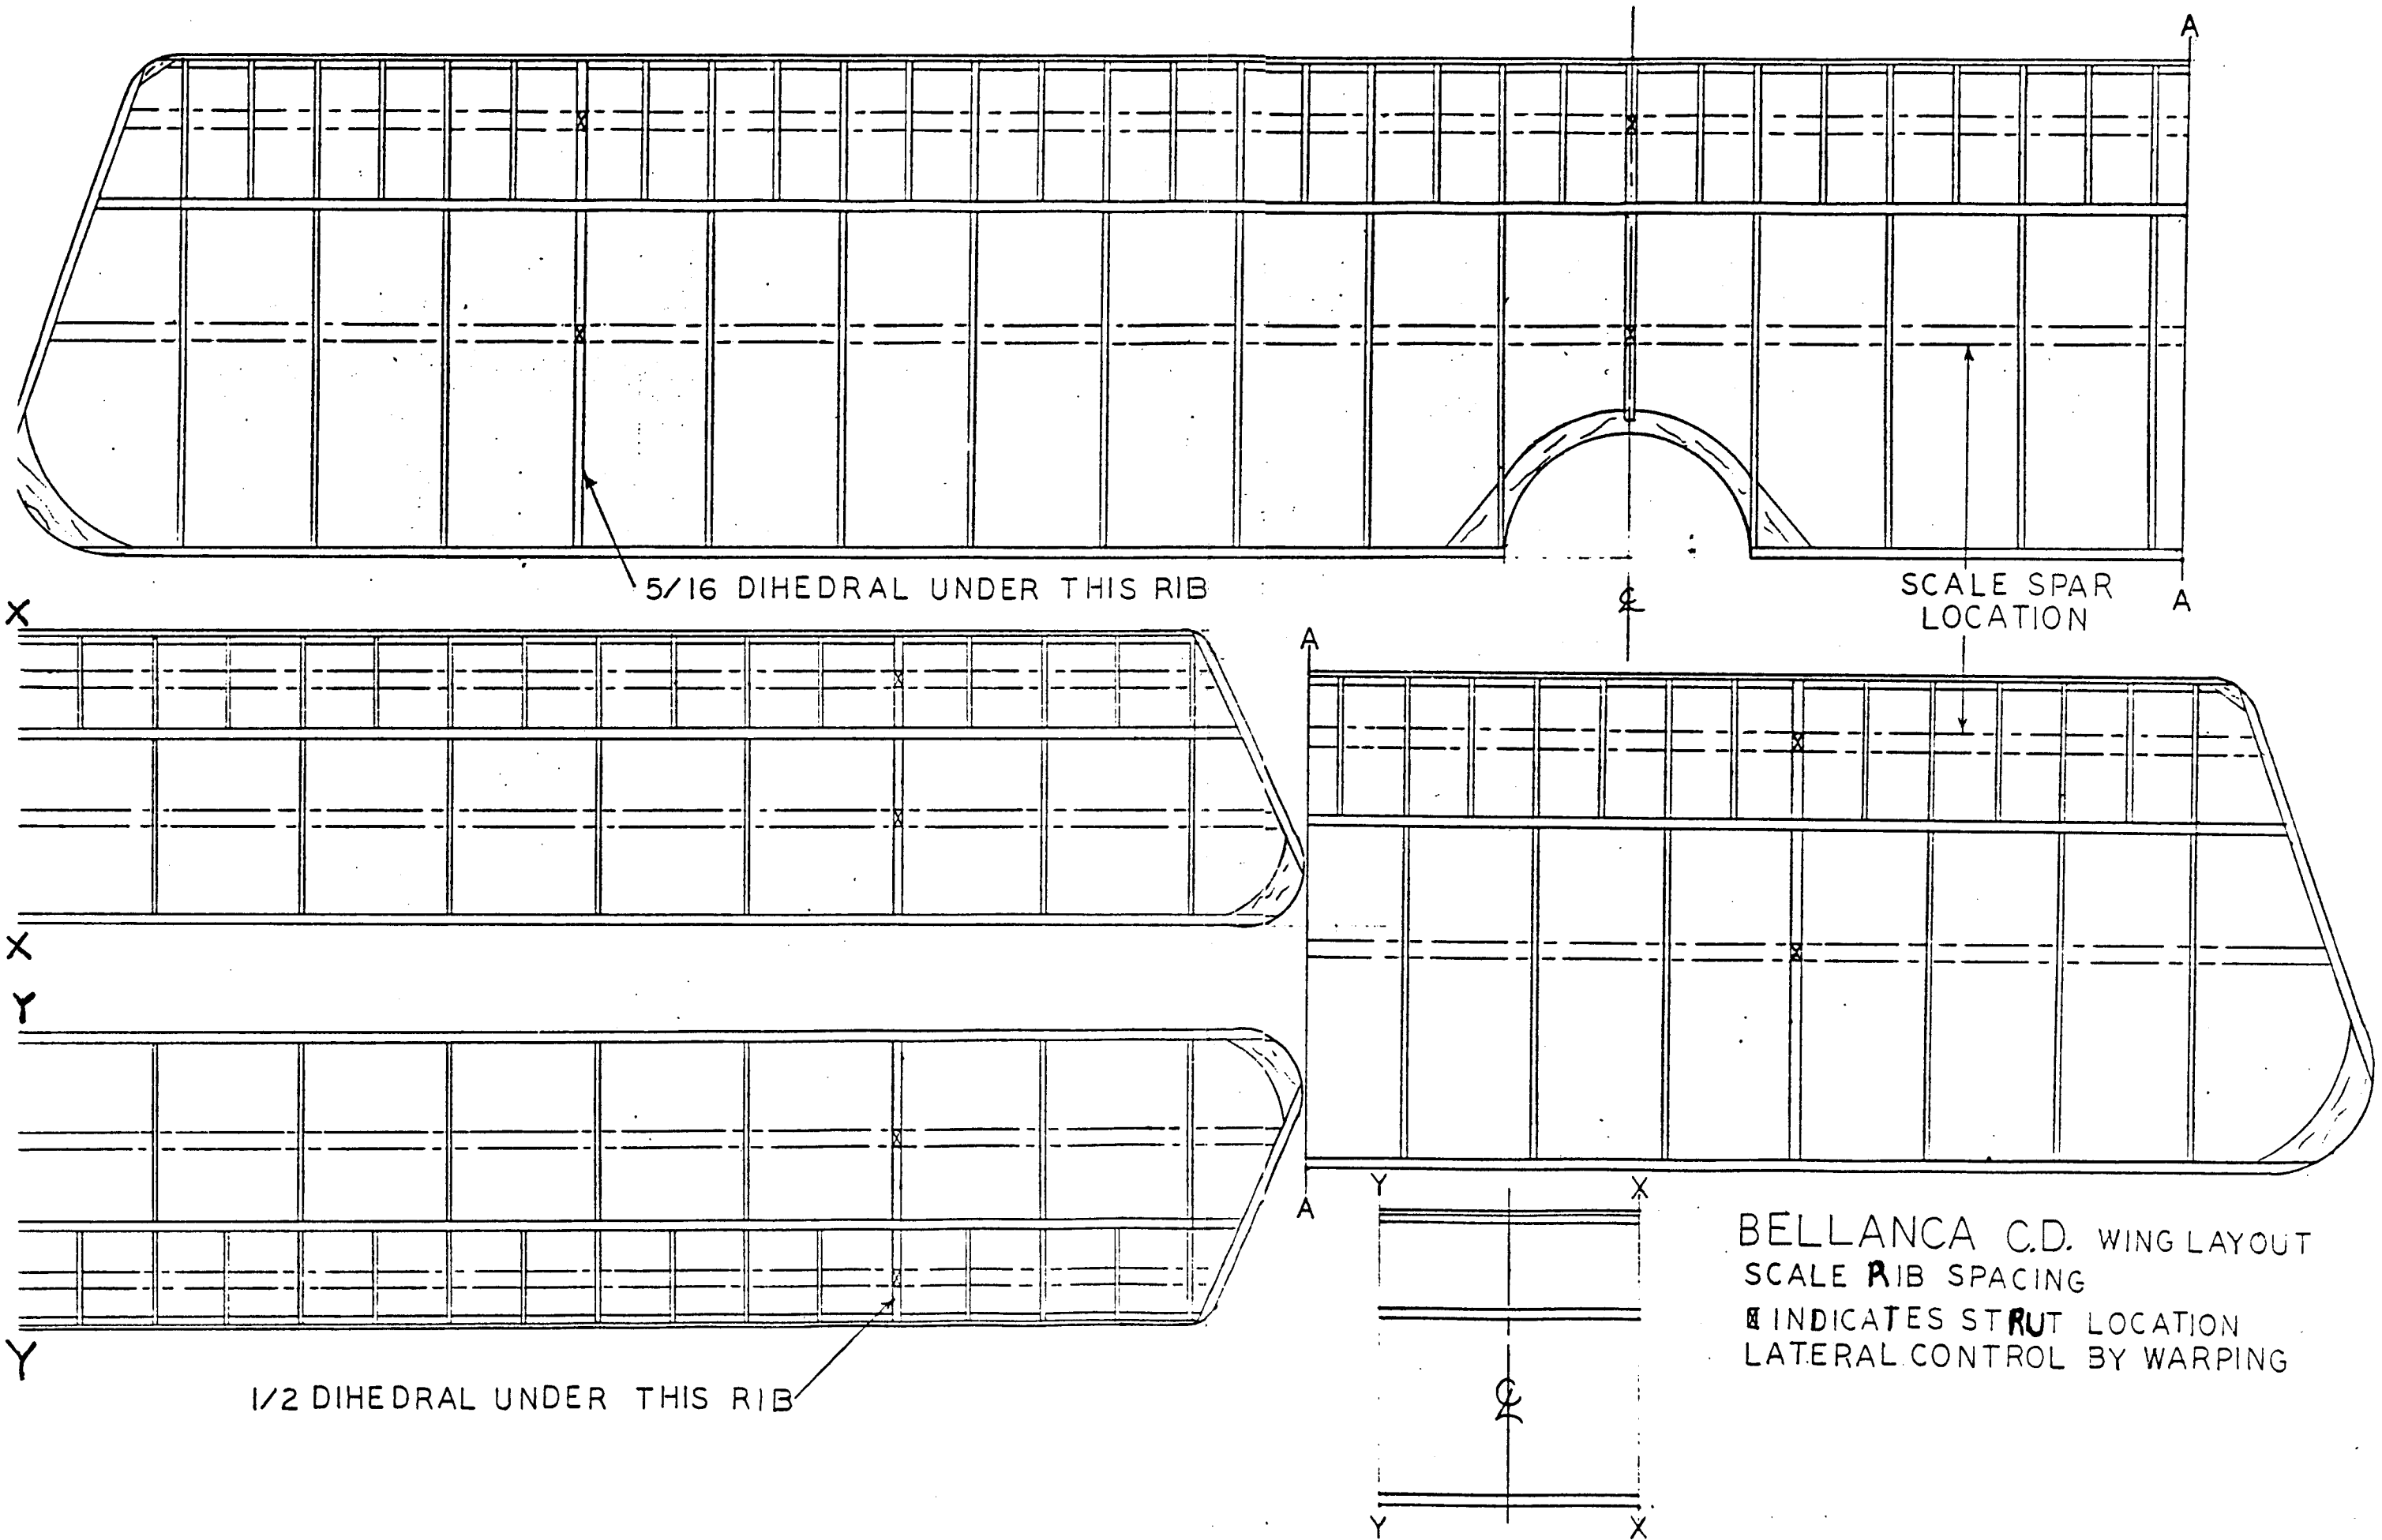 A
5/16 DIHEDRAL UNDER THIS RIB
℄
SCALE SPAR
LOCATION
A
X
A
X
Y
A
Y
X
Y
1/2 DIHEDRAL UNDER THIS RIB
℄
Y
X
BELLANCA C.D. WING LAYOUT
SCALE RIB SPACING
INDICATES STRUT LOCATION
LATERAL CONTROL BY WARPING